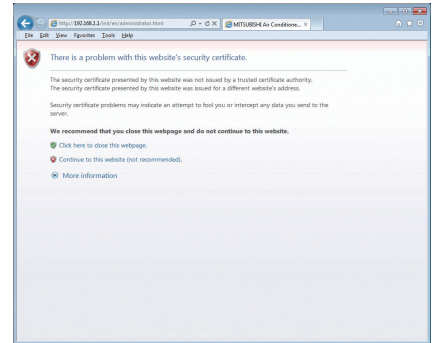 http://192.168.1.1/init/en/administrator.html
MITSUBISHI Air Conditione...
File Edit View Favorites Tools Help
There is a problem with this website's security certificate.
The security certificate presented by this website was not issued by a trusted certificate authority.
The security certificate presented by this website was issued for a different website's address.
Security certificate problems may indicate an attempt to fool you or intercept any data you send to the
server.
We recommend that you close this webpage and do not continue to this website.
Click here to close this webpage.
Continue to this website (not recommended).
More information